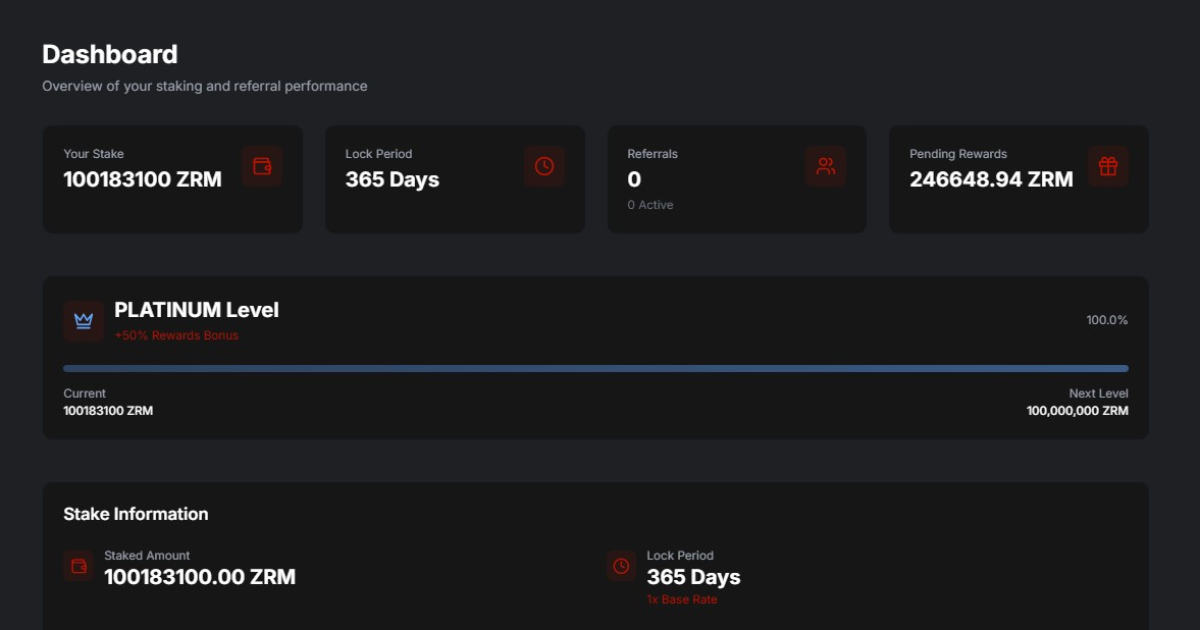 Dashboard
Overview of your staking and referral performance
Your Stake
100183100 ZRM
Lock Period
365 Days
Referrals
0
0 Active
Pending Rewards
246648.94 ZRM
PLATINUM Level
+50% Rewards Bonus
100.0%
Current
100183100 ZRM
Next Level
100,000,000 ZRM
Stake Information
Staked Amount
100183100.00 ZRM
Lock Period
365 Days
1x Base Rate